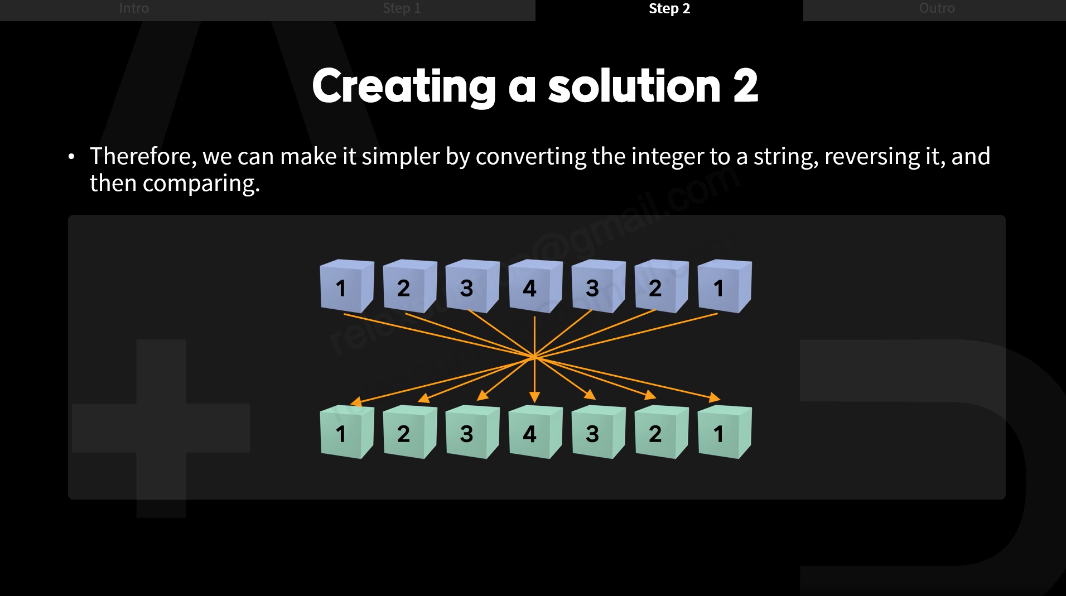 Intro Step 1 Step 2 Outro
Creating a solution 2
• Therefore, we can make it simpler by converting the integer to a string, reversing it, and
then comparing.
1 2 3 4 3 2 1
1 2 3 4 3 2 1
@gmail.com